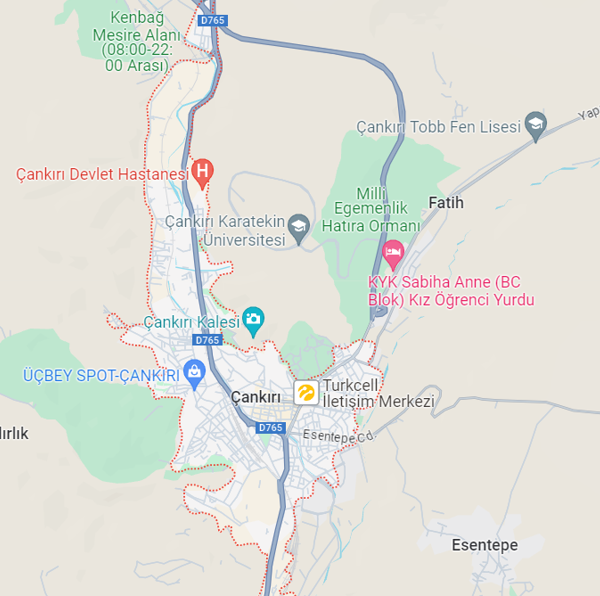 Kenbağ
Mesire Alanı
(08:00-22:
00 Arası)
D765
Çankırı Tobb Fen Lisesi
Yap
Çankırı Devlet Hastanesi
H
Milli
Egemenlik
Hatıra Ormanı
Fatih
Çankırı Karatekin
Üniversitesi
KYK Sabiha Anne (BC
Blok) Kız Öğrenci Yurdu
Çankırı Kalesi
D765
ÜÇBEY SPOT-ÇANKIRI
Çankırı
Turkcell
İletişim Merkezi
D765
Esentepe Cd.
dırlık
Esentepe